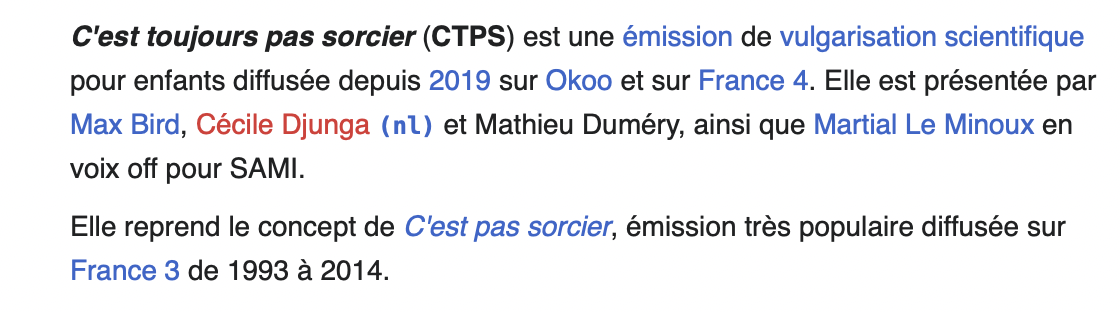 C'est toujours pas sorcier (CTPS) est une émission de vulgarisation scientifique
pour enfants diffusée depuis 2019 sur Okoo et sur France 4. Elle est présentée par
Max Bird, Cécile Djunga (nl) et Mathieu Duméry, ainsi que Martial Le Minoux en
voix off pour SAMI.
Elle reprend le concept de C'est pas sorcier, émission très populaire diffusée sur
France 3 de 1993 à 2014.